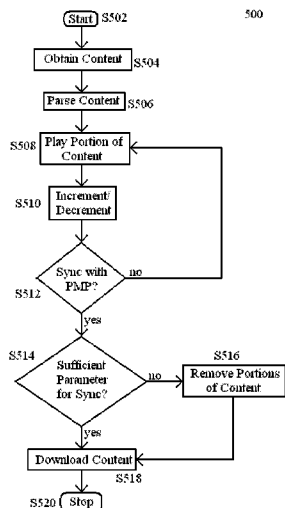 Start S502
500
Obtain Content
S504
Parse Content
S506
S508
Play Portion of
Content
S510
Increment/
Decrement
Sync with
PMP?
no
S512
yes
S514
Sufficient
Parameter
for Sync?
no
S516
Remove Portions
of Content
yes
Download Content
S518
S520
Stop